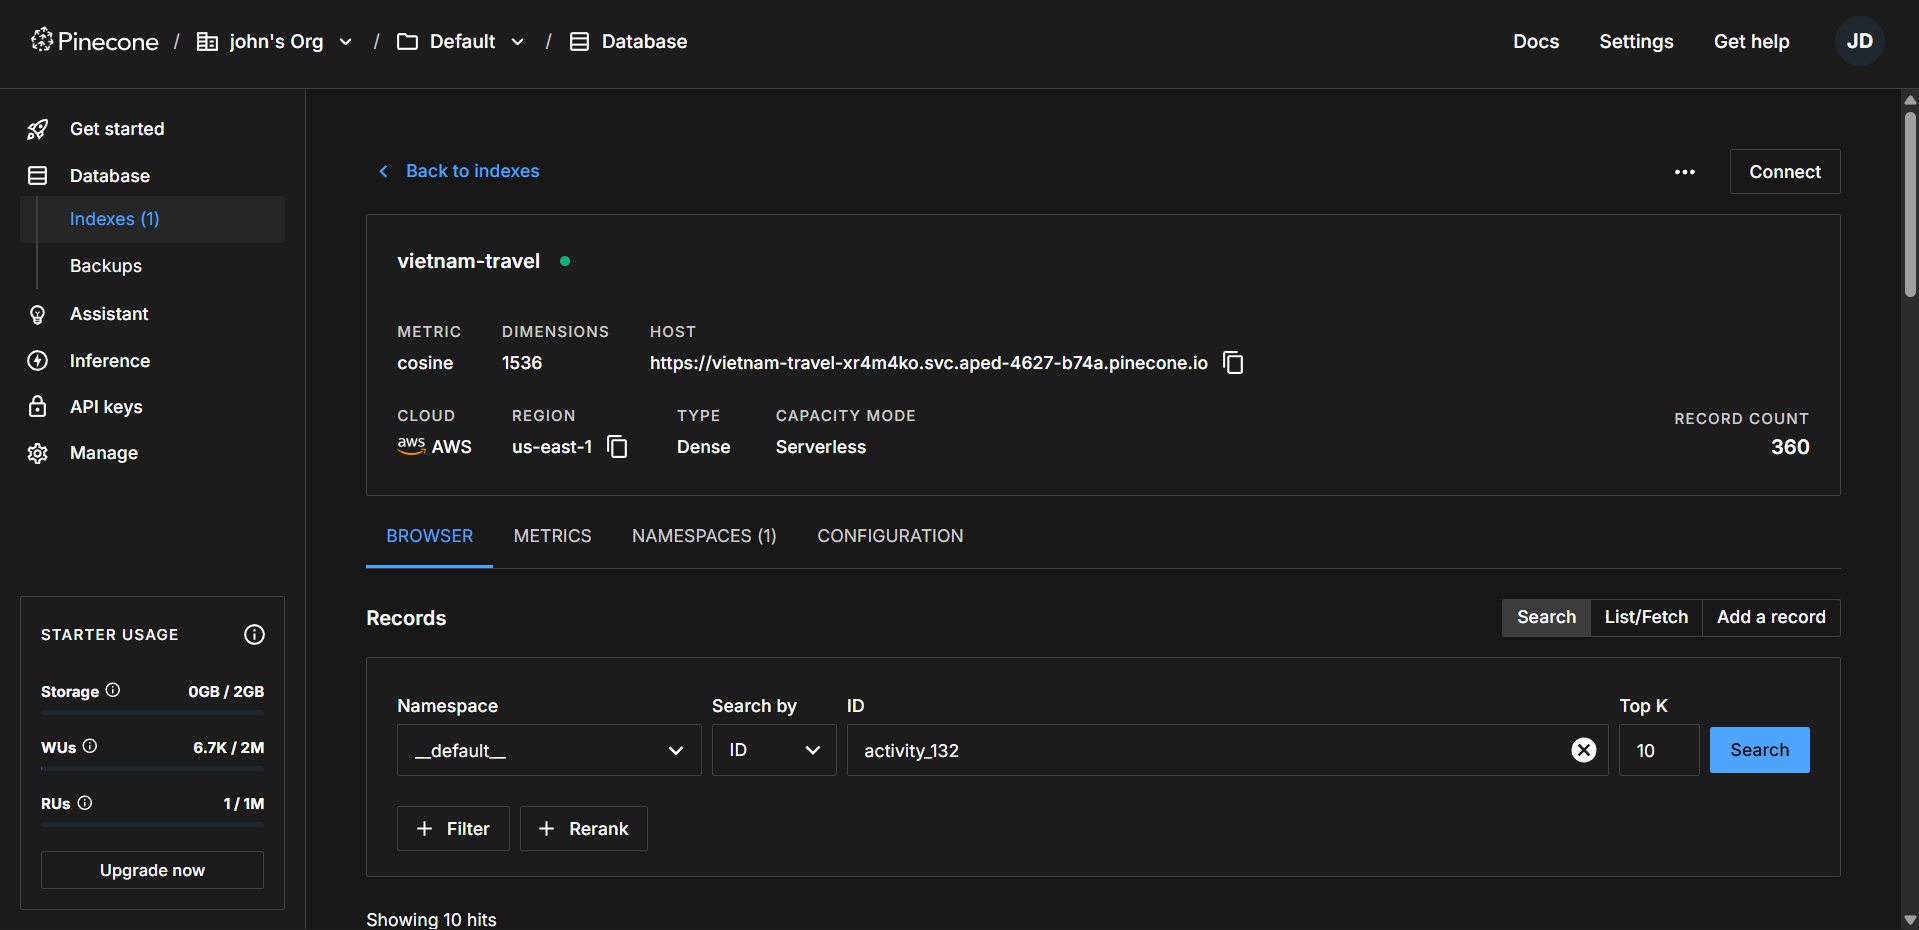 Pinecone / john's Org / Default / Database
Docs Settings Get help JD
Get started
Database
Indexes (1)
Backups
Assistant
Inference
API keys
Manage
STARTER USAGE
Storage 0GB / 2GB
WUs 6.7K / 2M
RUs 1 / 1M
Upgrade now
Back to indexes
Connect
vietnam-travel
METRIC DIMENSIONS HOST
cosine 1536 https://vietnam-travel-xr4m4ko.svc.aped-4627-b74a.pinecone.io
CLOUD REGION TYPE CAPACITY MODE RECORD COUNT
aws AWS us-east-1 Dense Serverless 360
BROWSER METRICS NAMESPACES (1) CONFIGURATION
Records
Search List/Fetch Add a record
Namespace Search by ID Top K
__default__ ID activity_132 10 Search
Filter Rerank
Showing 10 hits